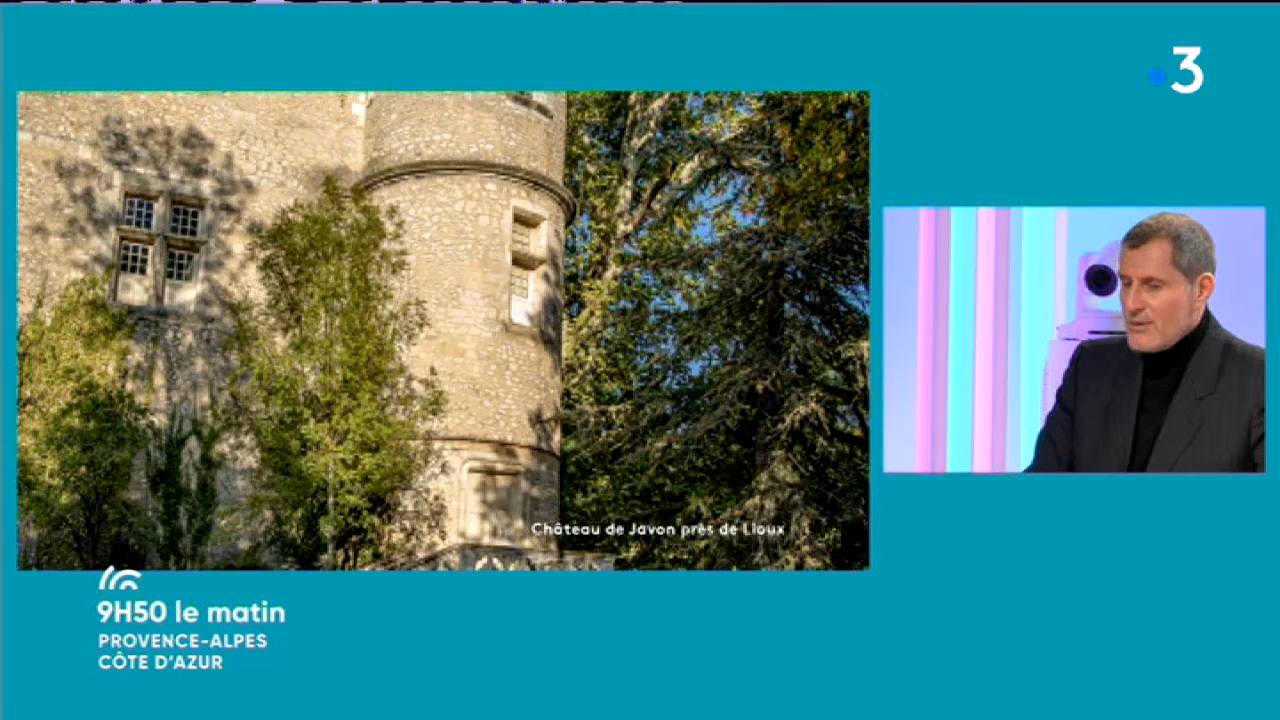 3
Château de Javon près de Lioux
9H50 le matin
PROVENCE-ALPES
CÔTE D'AZUR